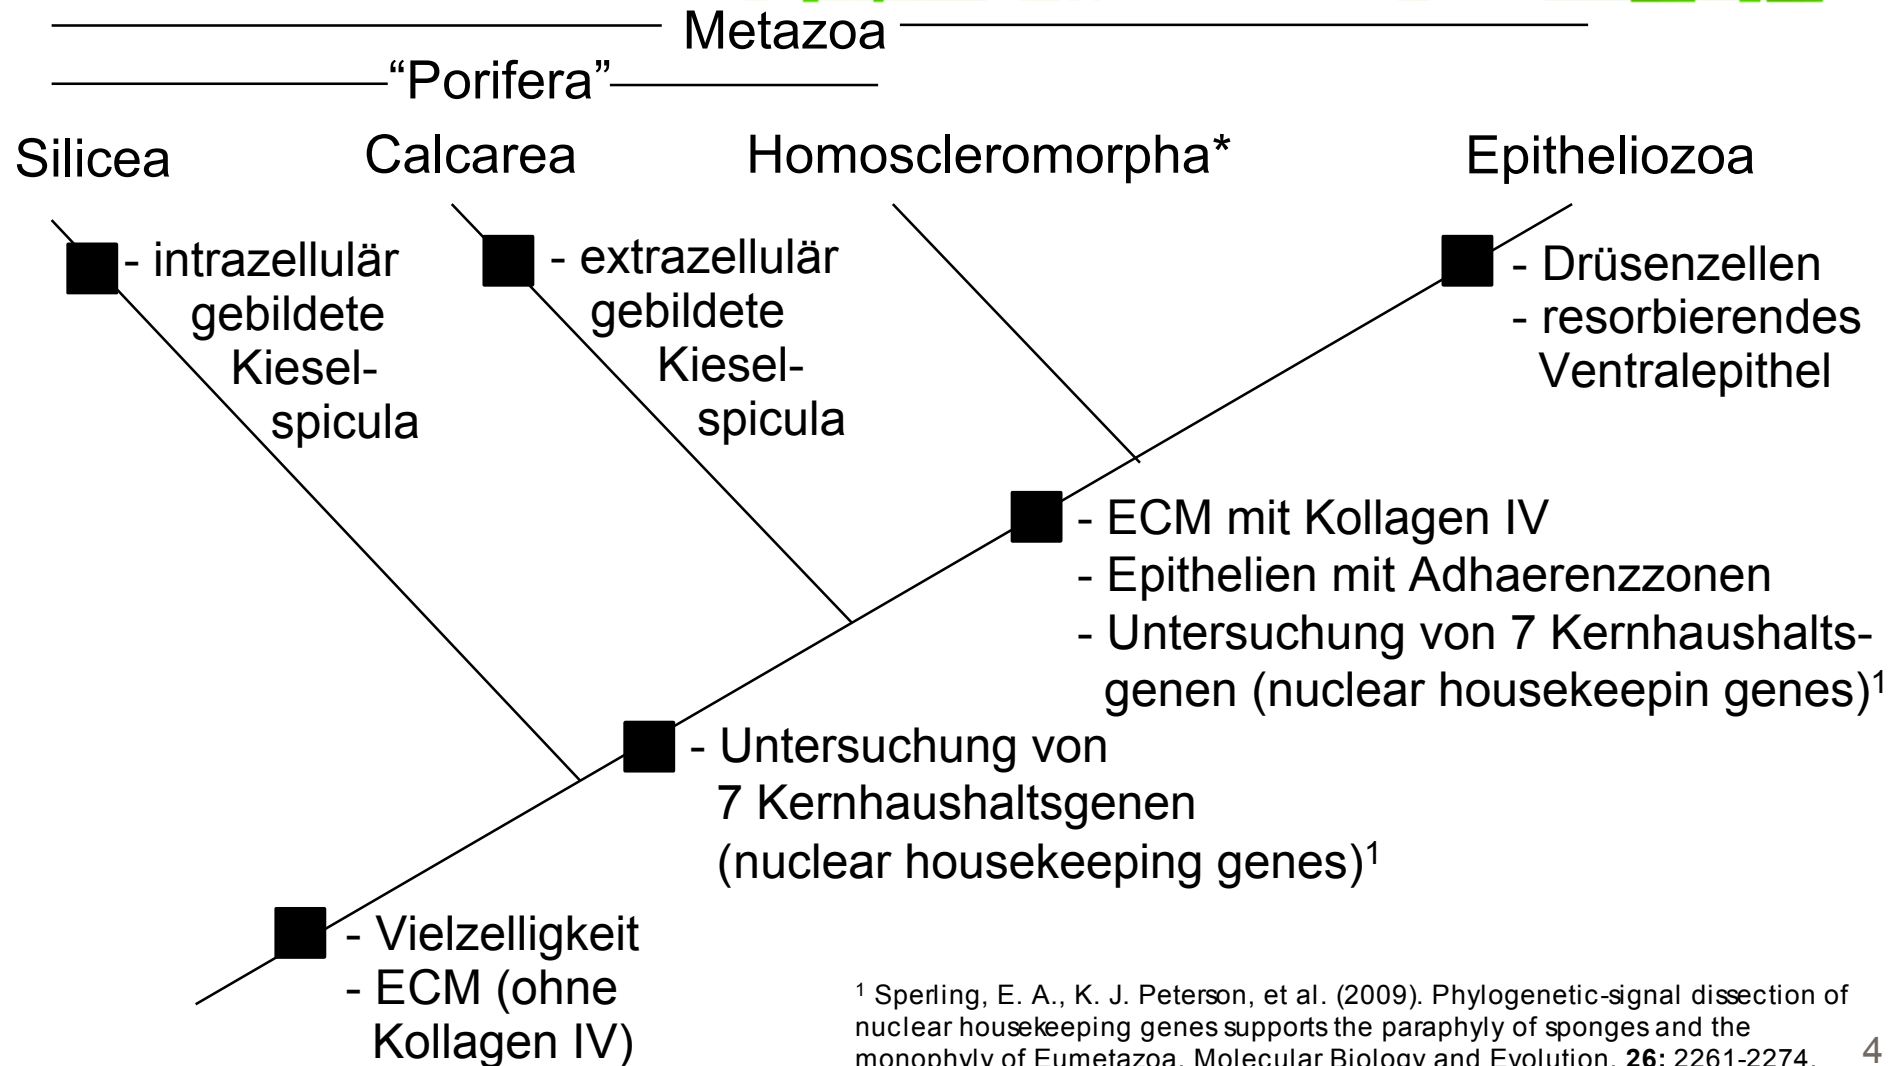 Metazoa
“Porifera”
Silicea
Calcarea
Homoscleromorpha*
Epitheliozoa
- intrazellulär
gebildete
Kiesel-
spicula
- extrazellulär
gebildete
Kiesel-
spicula
- Drüsenzellen
- resorbierendes
Ventralepithel
- ECM mit Kollagen IV
- Epithelien mit Adhaerenzzonen
- Untersuchung von 7 Kernhaushalts-
genen (nuclear housekeepin genes)¹
- Untersuchung von
7 Kernhaushaltsgenen
(nuclear housekeeping genes)¹
- Vielzelligkeit
- ECM (ohne
Kollagen IV)
¹ Sperling, E. A., K. J. Peterson, et al. (2009). Phylogenetic-signal dissection of
nuclear housekeeping genes supports the paraphyly of sponges and the
monophyly of Eumetazoa. Molecular Biology and Evolution. 26: 2261-2274.
4